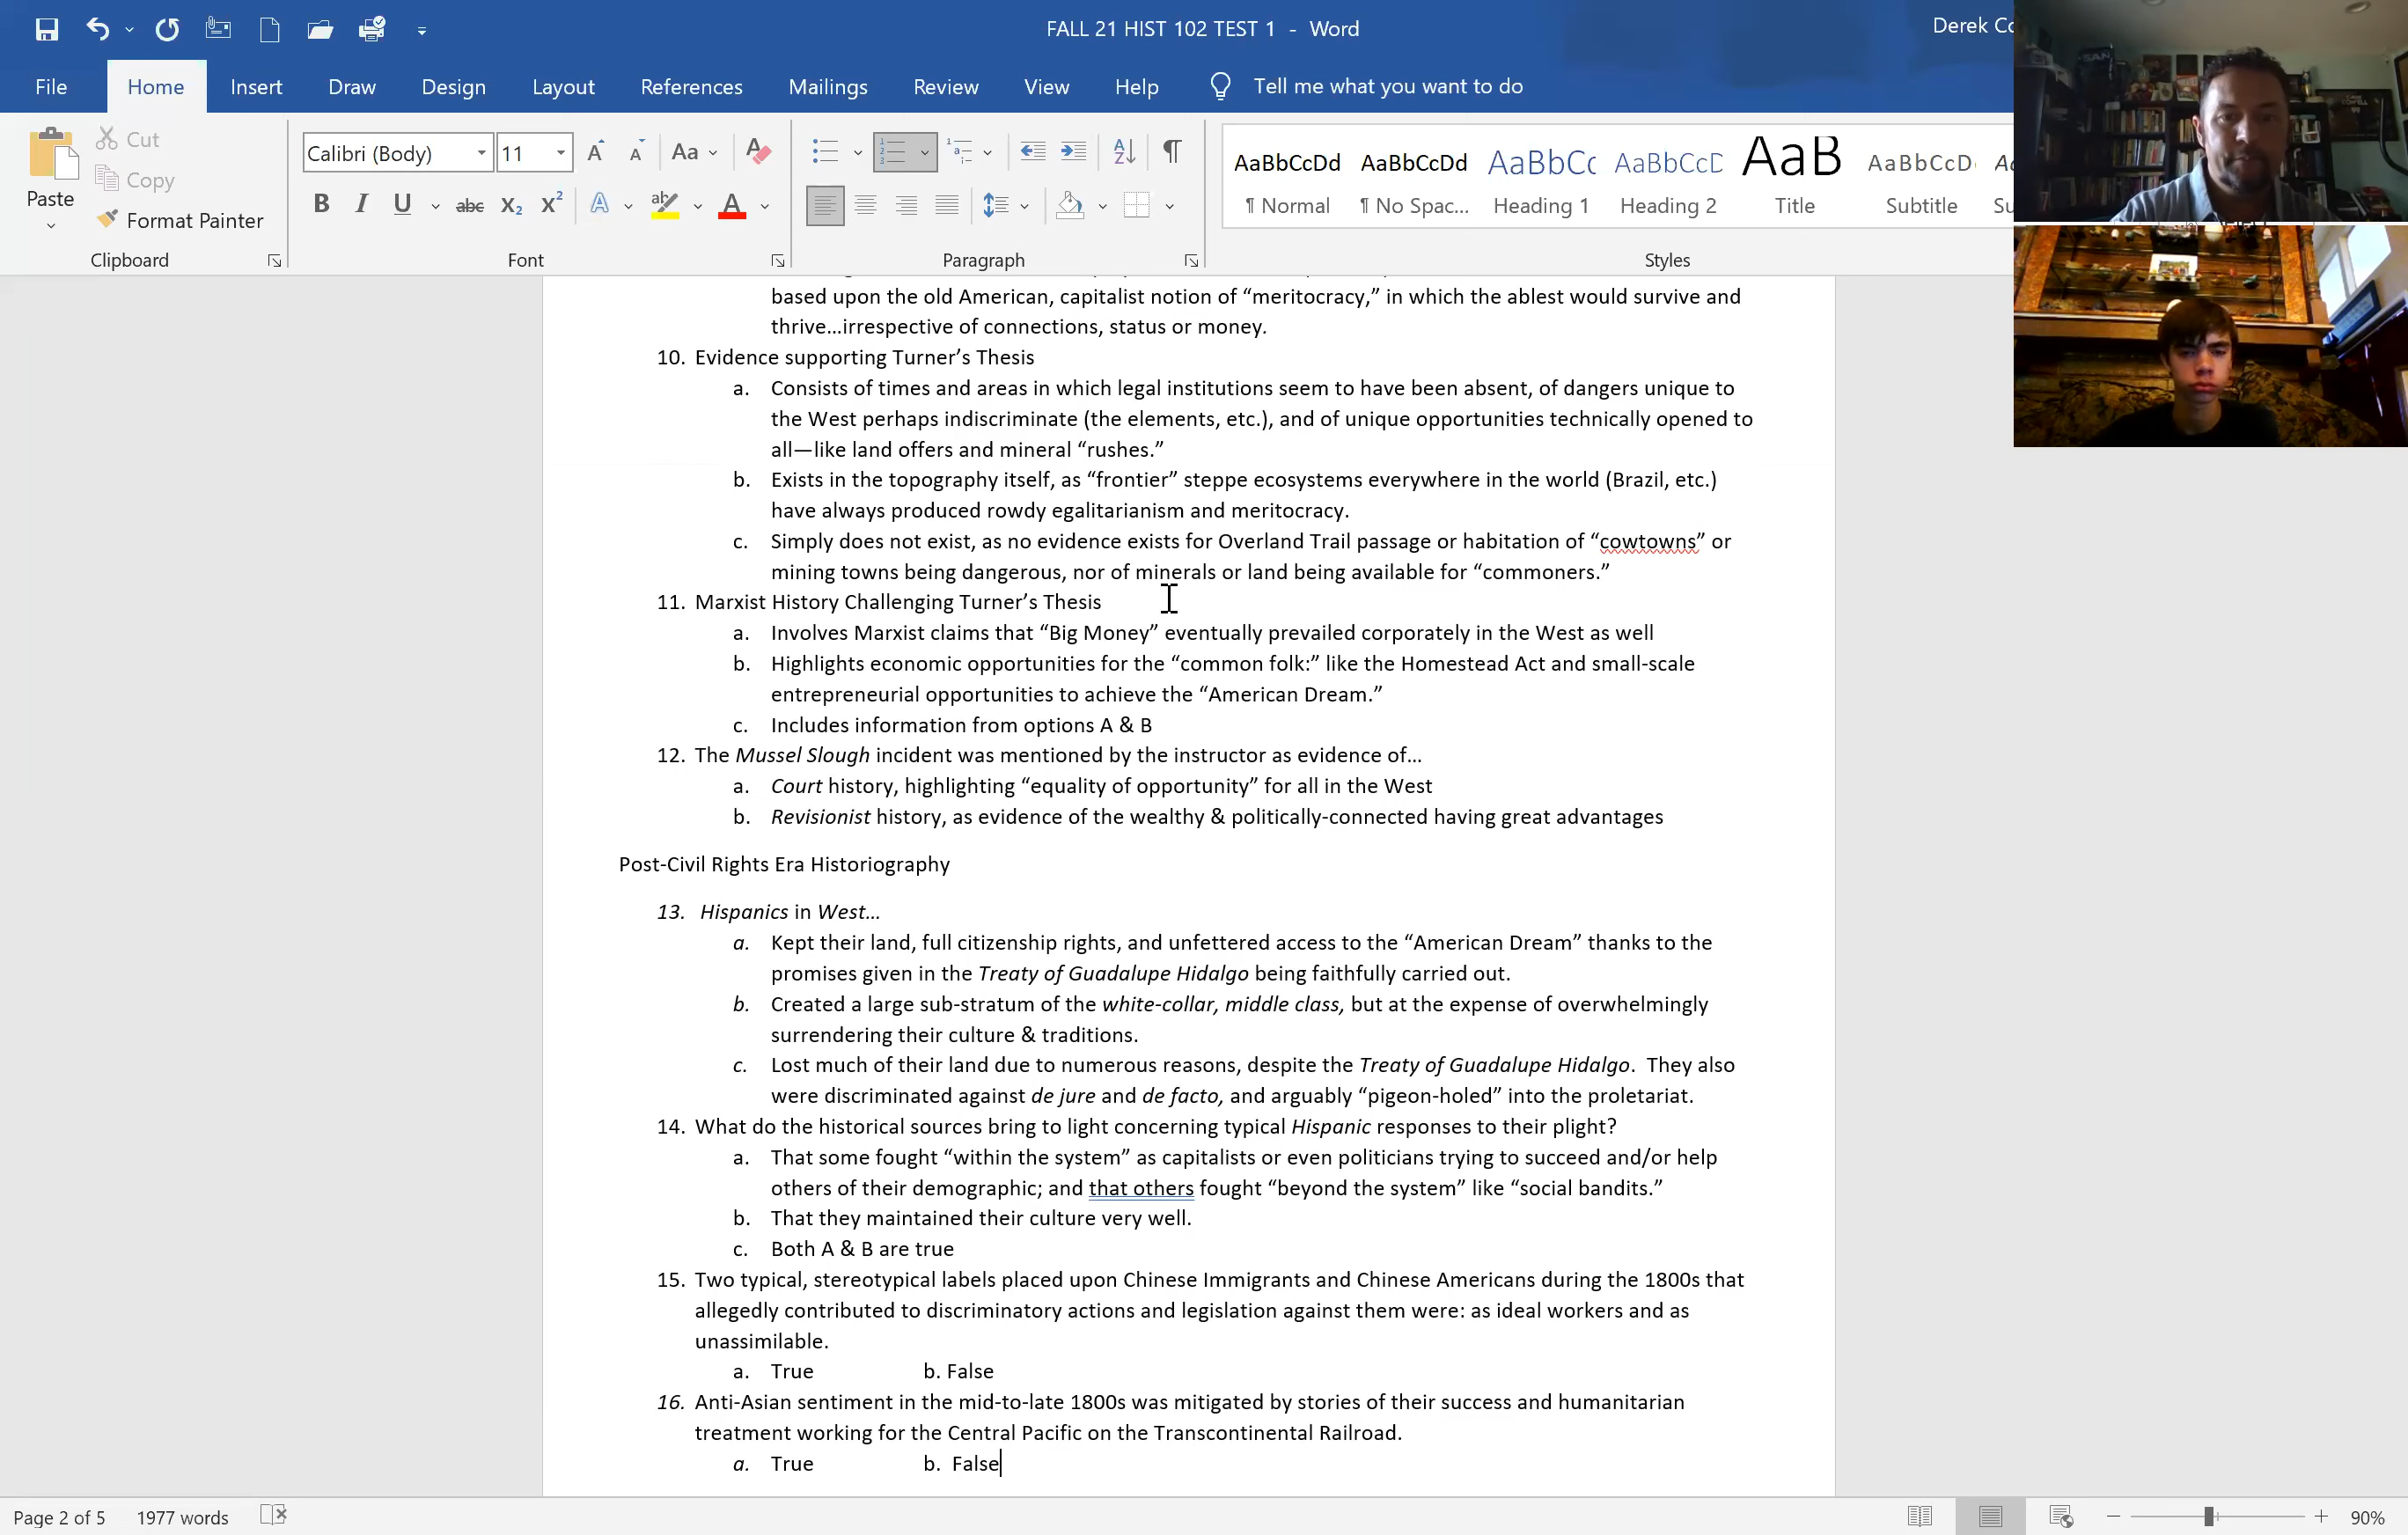 FALL 21 HIST 102 TEST 1 - Word
Derek Co
File Home Insert Draw Design Layout References Mailings Review View Help Tell me what you want to do
Paste
Cut
Copy
Format Painter
Clipboard
Calibri (Body) 11
Font
Paragraph
AaBbCcDd AaBbCcDd AaBbCc AaBbCcD AaB AaBbCcD
¶ Normal ¶ No Spac... Heading 1 Heading 2 Title Subtitle Su
Styles
based upon the old American, capitalist notion of “meritocracy,” in which the ablest would survive and
thrive…irrespective of connections, status or money.
10. Evidence supporting Turner’s Thesis
a. Consists of times and areas in which legal institutions seem to have been absent, of dangers unique to
the West perhaps indiscriminate (the elements, etc.), and of unique opportunities technically opened to
all—like land offers and mineral “rushes.”
b. Exists in the topography itself, as “frontier” steppe ecosystems everywhere in the world (Brazil, etc.)
have always produced rowdy egalitarianism and meritocracy.
c. Simply does not exist, as no evidence exists for Overland Trail passage or habitation of “cowtowns” or
mining towns being dangerous, nor of minerals or land being available for “commoners.”
11. Marxist History Challenging Turner’s Thesis
a. Involves Marxist claims that “Big Money” eventually prevailed corporately in the West as well
b. Highlights economic opportunities for the “common folk:” like the Homestead Act and small-scale
entrepreneurial opportunities to achieve the “American Dream.”
c. Includes information from options A & B
12. The Mussel Slough incident was mentioned by the instructor as evidence of…
a. Court history, highlighting “equality of opportunity” for all in the West
b. Revisionist history, as evidence of the wealthy & politically-connected having great advantages
Post-Civil Rights Era Historiography
13. Hispanics in West…
a. Kept their land, full citizenship rights, and unfettered access to the “American Dream” thanks to the
promises given in the Treaty of Guadalupe Hidalgo being faithfully carried out.
b. Created a large sub-stratum of the white-collar, middle class, but at the expense of overwhelmingly
surrendering their culture & traditions.
c. Lost much of their land due to numerous reasons, despite the Treaty of Guadalupe Hidalgo.  They also
were discriminated against de jure and de facto, and arguably “pigeon-holed” into the proletariat.
14. What do the historical sources bring to light concerning typical Hispanic responses to their plight?
a. That some fought “within the system” as capitalists or even politicians trying to succeed and/or help
others of their demographic; and that others fought “beyond the system” like “social bandits.”
b. That they maintained their culture very well.
c. Both A & B are true
15. Two typical, stereotypical labels placed upon Chinese Immigrants and Chinese Americans during the 1800s that
allegedly contributed to discriminatory actions and legislation against them were: as ideal workers and as
unassimilable.
a. True b. False
16. Anti-Asian sentiment in the mid-to-late 1800s was mitigated by stories of their success and humanitarian
treatment working for the Central Pacific on the Transcontinental Railroad.
a. True b. False
Page 2 of 5 1977 words 90%